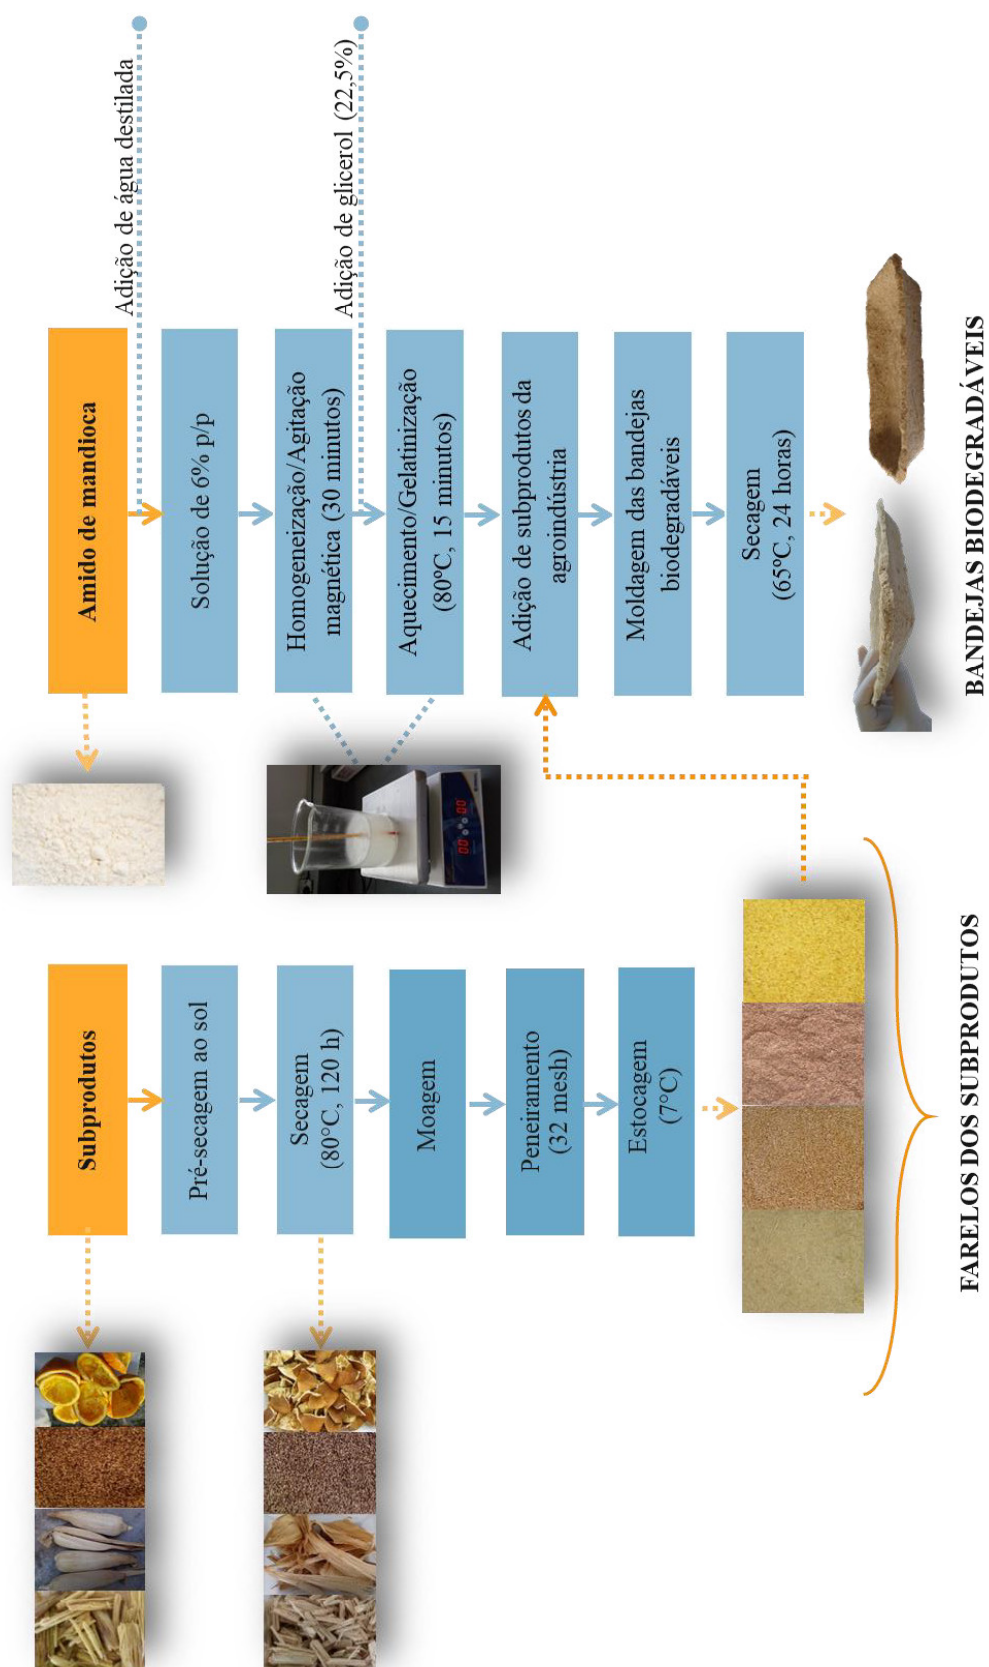 Subprodutos
Pré-secagem ao sol
Secagem
(80°C, 120 h)
Moagem
Peneiramento
(32 mesh)
Estocagem
(7°C)
FARELOS DOS SUBPRODUTOS
Amido de mandioca
Adição de água destilada
Solução de 6% p/p
Homogeneização/Agitação
magnética (30 minutos)
Adição de glicerol (22,5%)
Aquecimento/Gelatinização
(80ºC, 15 minutos)
Adição de subprodutos da
agroindústria
Moldagem das bandejas
biodegradáveis
Secagem
(65ºC, 24 horas)
BANDEJAS BIODEGRADÁVEIS